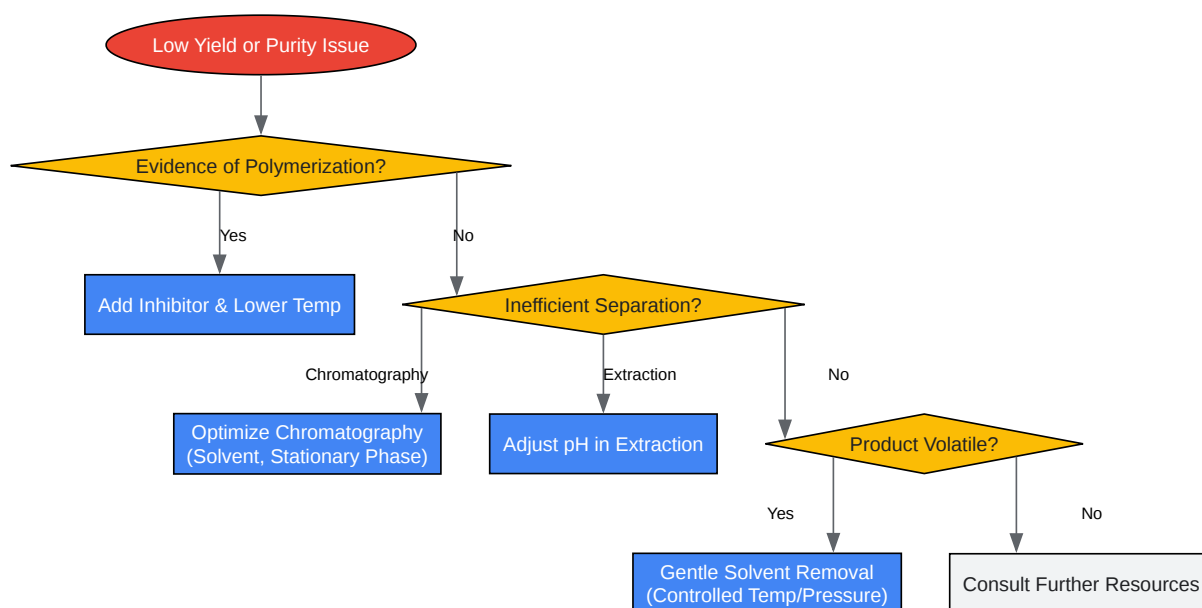 Low Yield or Purity Issue
Evidence of Polymerization?
Yes
No
Add Inhibitor & Lower Temp
Inefficient Separation?
Chromatography
Extraction
No
Optimize Chromatography
(Solvent, Stationary Phase)
Adjust pH in Extraction
Product Volatile?
Yes
No
Gentle Solvent Removal
(Controlled Temp/Pressure)
Consult Further Resources